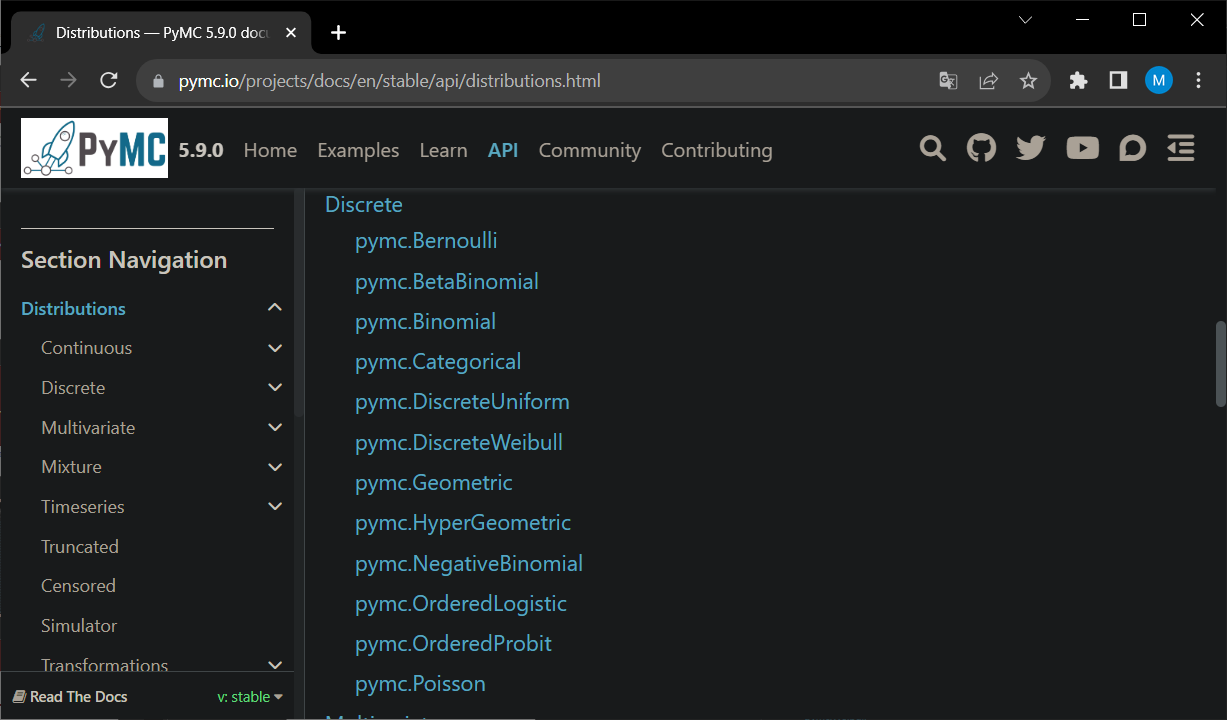 Distributions — PyMC 5.9.0 docu
pymc.io/projects/docs/en/stable/api/distributions.html
M
PyMC 5.9.0 Home Examples Learn API Community Contributing
Section Navigation
Distributions
Continuous
Discrete
Multivariate
Mixture
Timeseries
Truncated
Censored
Simulator
Transformations
Read The Docs v: stable
Discrete
pymc.Bernoulli
pymc.BetaBinomial
pymc.Binomial
pymc.Categorical
pymc.DiscreteUniform
pymc.DiscreteWeibull
pymc.Geometric
pymc.HyperGeometric
pymc.NegativeBinomial
pymc.OrderedLogistic
pymc.OrderedProbit
pymc.Poisson